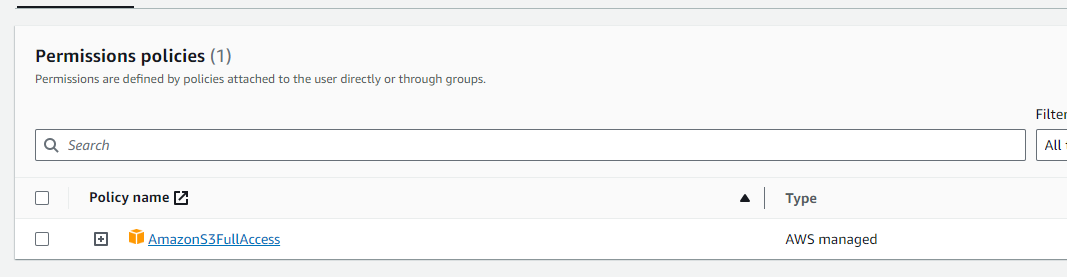 Permissions policies (1)
Permissions are defined by policies attached to the user directly or through groups.
Filter
Search
All
Policy name
Type
AmazonS3FullAccess
AWS managed